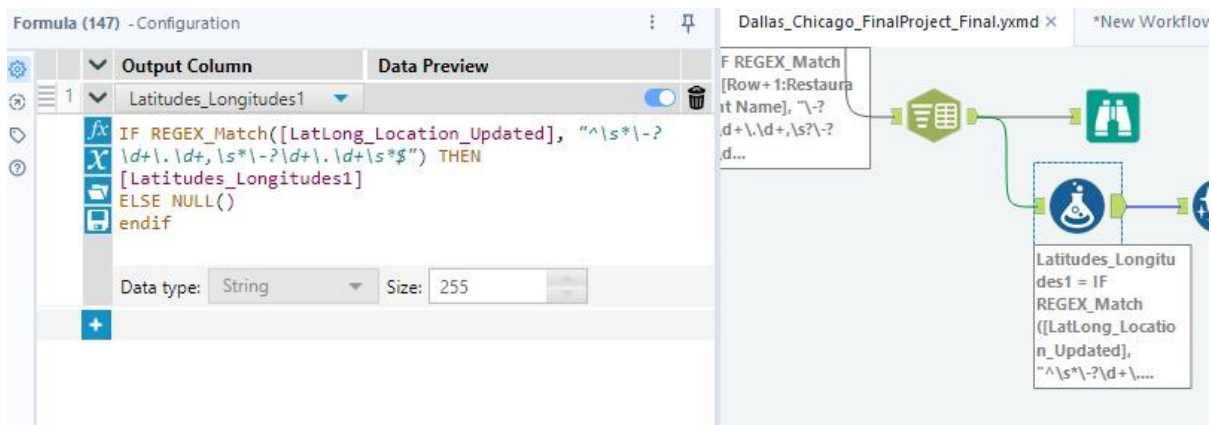 Formula (147) - Configuration
Output Column Data Preview
1 Latitudes_Longitudes1
fx IF REGEX_Match([LatLong_Location_Updated], "^\s*\-?
X \d+\.\d+,\s*\-?\d+\.\d+\s*$") THEN
[Latitudes_Longitudes1]
ELSE NULL()
endif
Data type: String Size: 255
Dallas_Chicago_FinalProject_Final.yxmd × *New Workflow
F REGEX_Match
[Row+1:Restaura
nt Name], "\-?
\d+\.\d+,\s?\-?
\d...
Latitudes_Longitu
des1 = IF
REGEX_Match
([LatLong_Locatio
n_Updated],
"^\s*\-?\d+\....